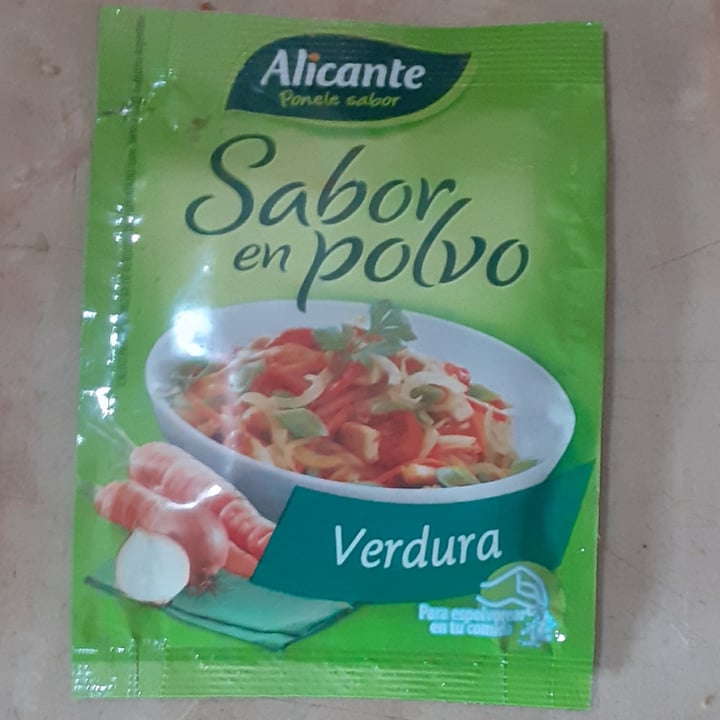 Alicante
Ponele sabor
Sabor
en polvo
Verdura
Para espolvorear
en tu comida